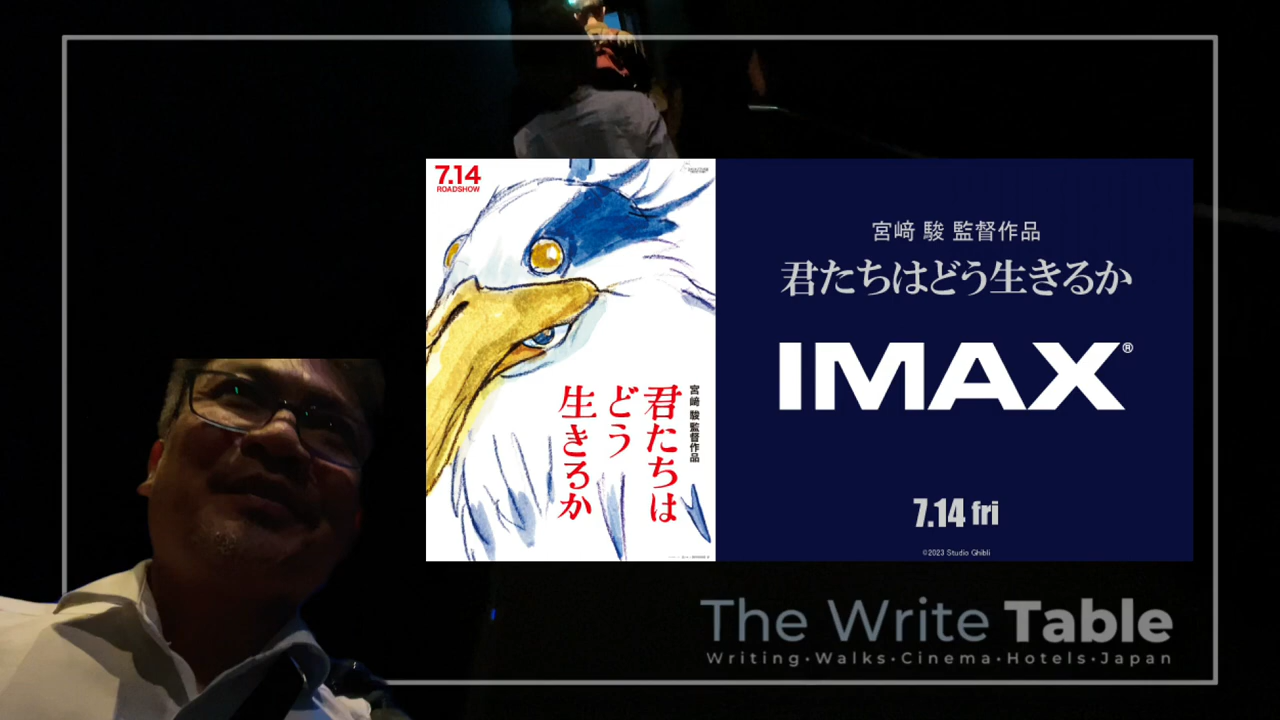 7.14
ROADSHOW
宮﨑 駿 監督作品
君たちは
どう
生きるか
宮﨑 駿 監督作品
君たちはどう生きるか
IMAX®
7.14 fri
©2023 Studio Ghibli
The Write Table
Writing•Walks•Cinema•Hotels•Japan